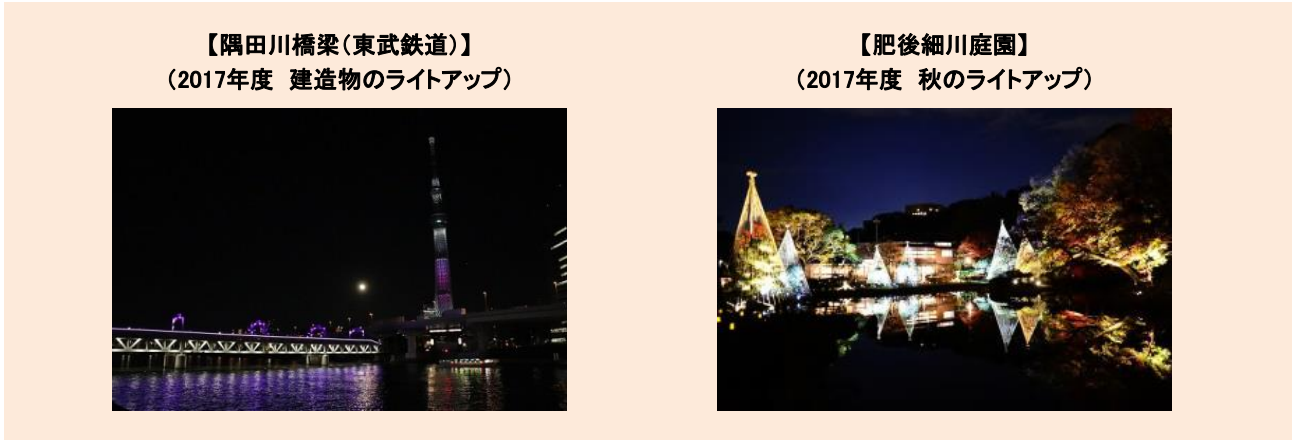 【隅田川橋梁（東武鉄道）】
（2017年度　建造物のライトアップ）
【肥後細川庭園】
（2017年度　秋のライトアップ）